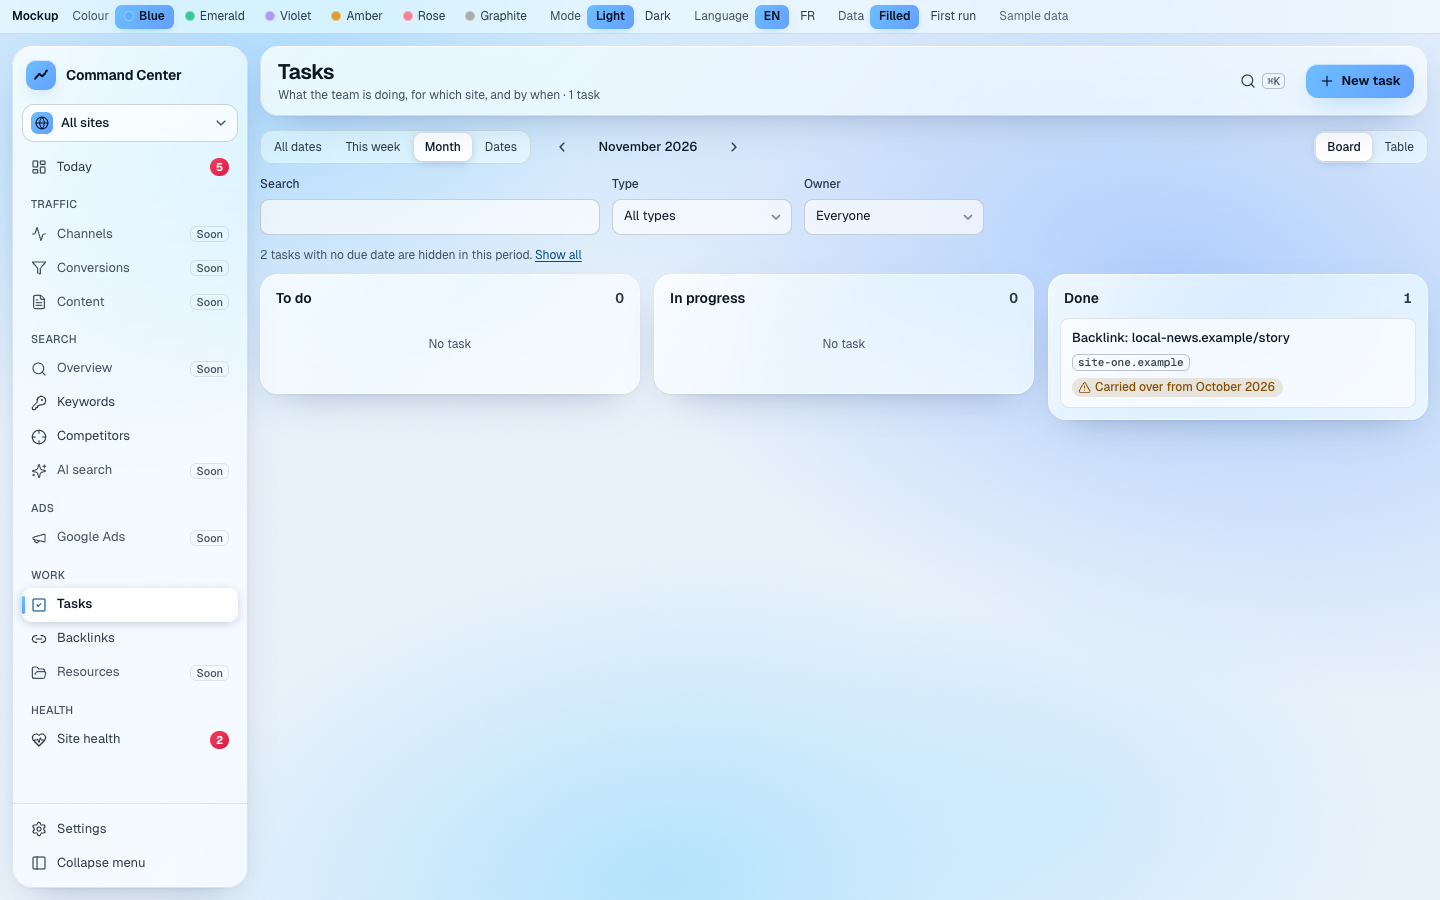 Mockup Colour Blue Emerald Violet Amber Rose Graphite Mode Light Dark Language EN FR Data Filled First run Sample data
Command Center
All sites
Today 5
TRAFFIC
Channels Soon
Conversions Soon
Content Soon
SEARCH
Overview Soon
Keywords
Competitors
AI search Soon
ADS
Google Ads Soon
WORK
Tasks
Backlinks
Resources Soon
HEALTH
Site health 2
Settings
Collapse menu
Tasks
What the team is doing, for which site, and by when · 1 task
⌘K
New task
All dates This week Month Dates November 2026 Board Table
Search Type Owner
All types Everyone
2 tasks with no due date are hidden in this period. Show all
To do 0
No task
In progress 0
No task
Done 1
Backlink: local-news.example/story
site-one.example
Carried over from October 2026